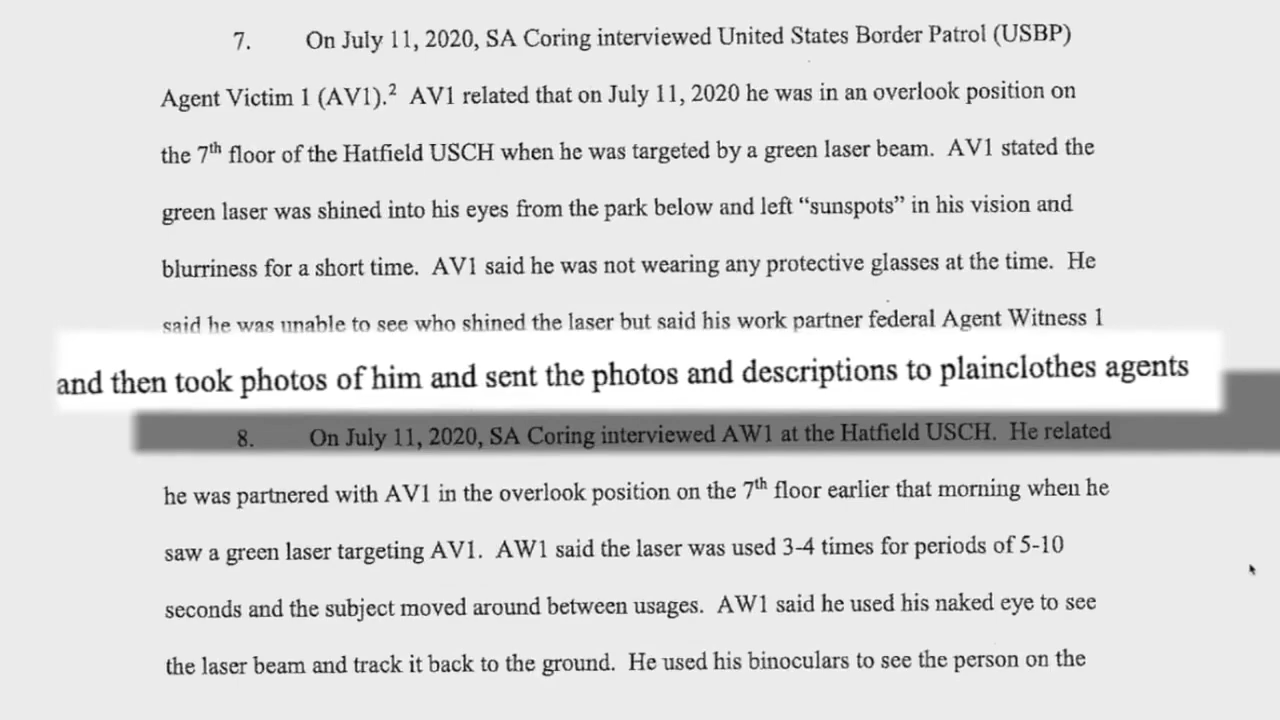 7. On July 11, 2020, SA Coring interviewed United States Border Patrol (USBP)
Agent Victim 1 (AV1).² AV1 related that on July 11, 2020 he was in an overlook position on
the 7th floor of the Hatfield USCH when he was targeted by a green laser beam. AV1 stated the
green laser was shined into his eyes from the park below and left “sunspots” in his vision and
blurriness for a short time. AV1 said he was not wearing any protective glasses at the time. He
said he was unable to see who shined the laser but said his work partner federal Agent Witness 1
and then took photos of him and sent the photos and descriptions to plainclothes agents
8. On July 11, 2020, SA Coring interviewed AW1 at the Hatfield USCH. He related
he was partnered with AV1 in the overlook position on the 7th floor earlier that morning when he
saw a green laser targeting AV1. AW1 said the laser was used 3-4 times for periods of 5-10
seconds and the subject moved around between usages. AW1 said he used his naked eye to see
the laser beam and track it back to the ground. He used his binoculars to see the person on the